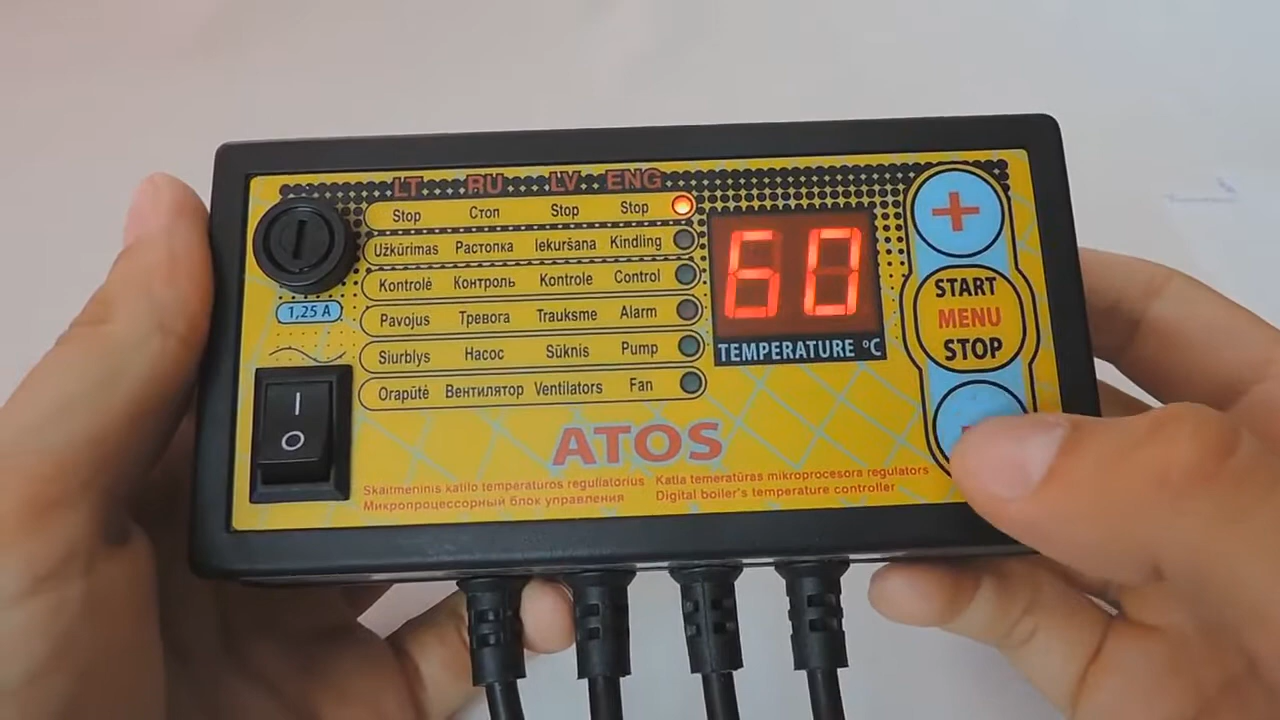 LT RU LV ENG
Stop Стоп Stop Stop
Užkūrimas Растопка Iekuršana Kindling
Kontrolė Контроль Kontrole Control
Pavojus Тревога Trauksme Alarm
Siurblys Насос Sūknis Pump
Orapūtė Вентилятор Ventilators Fan
1,25 A
I
O
60
TEMPERATURE °C
+
START
MENU
STOP
-
ATOS
Skaitmeninis katilo temperatūros reguliatorius
Микропроцессорный блок управления
Katla temeratūras mikroprocesora regulators
Digital boiler's temperature controller